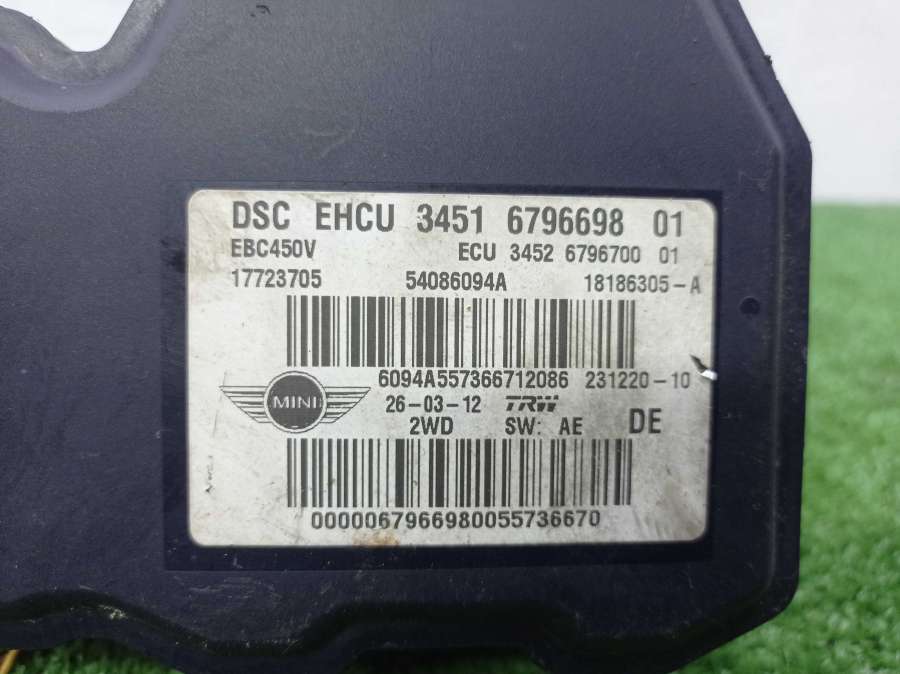 DSC EHCU 3451 6796698 01
EBC450V ECU 3452 6796700 01
17723705 54086094A 18186305-A
6094A557366712086 231220-10
MINI 26-03-12 TRW
2WD SW: AE DE
0000067966980055736670